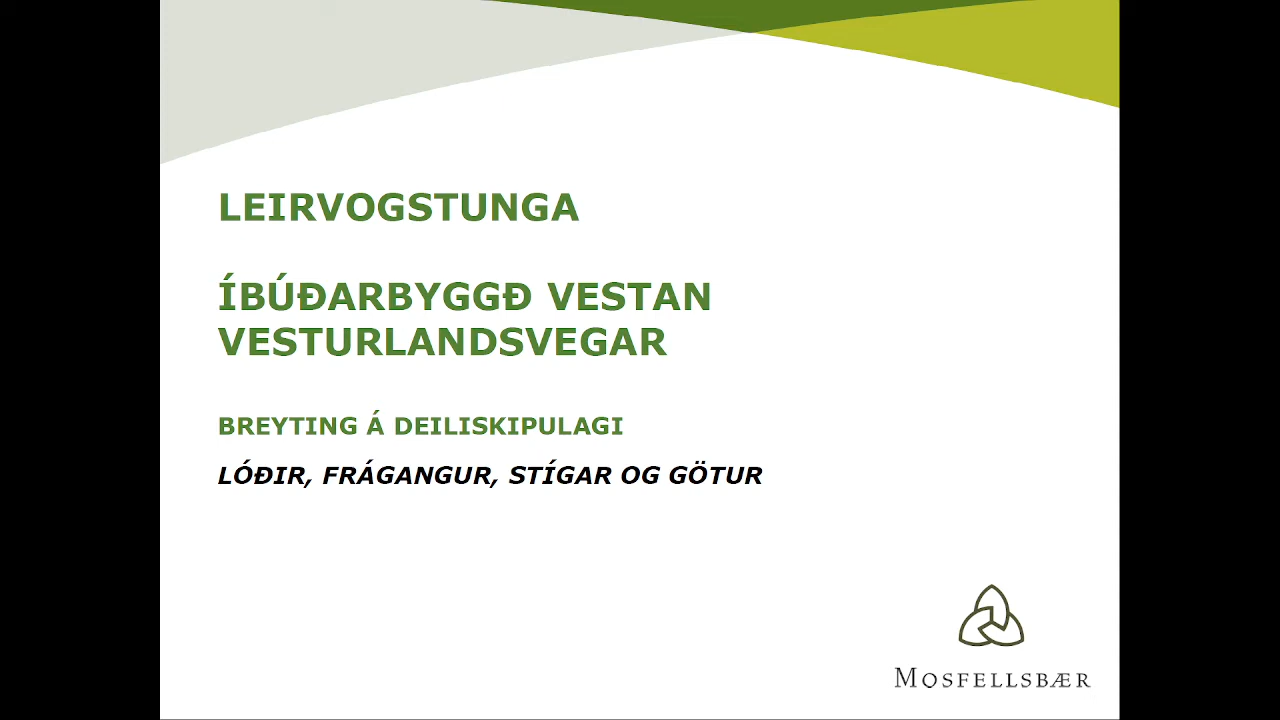 LEIRVOGSTUNGA
ÍBÚÐARBYGGÐ VESTAN
VESTURLANDSVEGAR
BREYTING Á DEILISKIPULAGI
LÓÐIR, FRÁGANGUR, STÍGAR OG GÖTUR
MOSFELLSBÆR